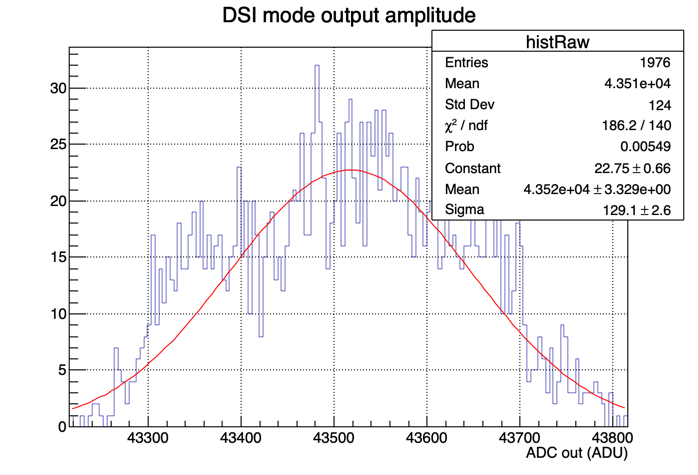 DSI mode output amplitude
histRaw
Entries 1976
Mean 4.351e+04
Std Dev 124
χ² / ndf 186.2 / 140
Prob 0.00549
Constant 22.75 ± 0.66
Mean 4.352e+04 ± 3.329e+00
Sigma 129.1 ± 2.6
30
25
20
15
10
5
0
43300 43400 43500 43600 43700 43800
ADC out (ADU)